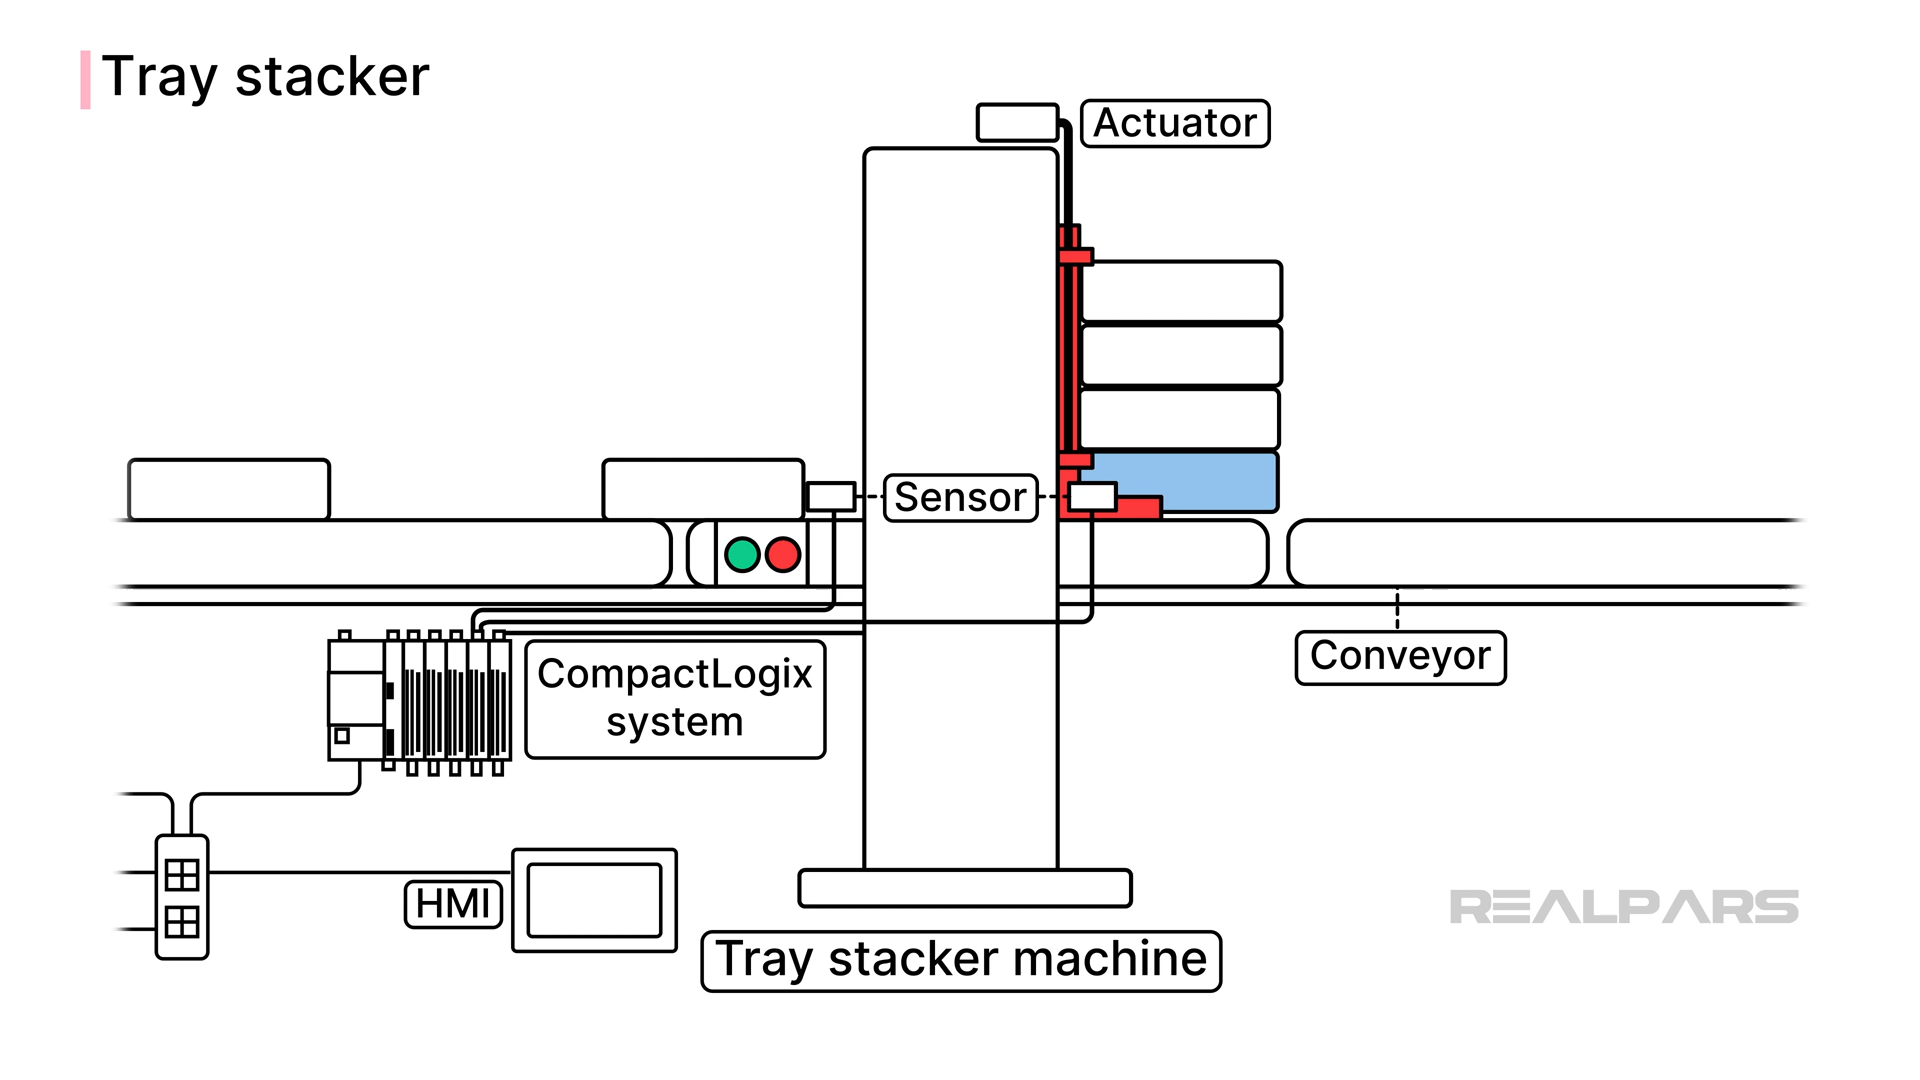 Tray stacker
Actuator
Sensor
Conveyor
CompactLogix
system
HMI
REALPARS
Tray stacker machine